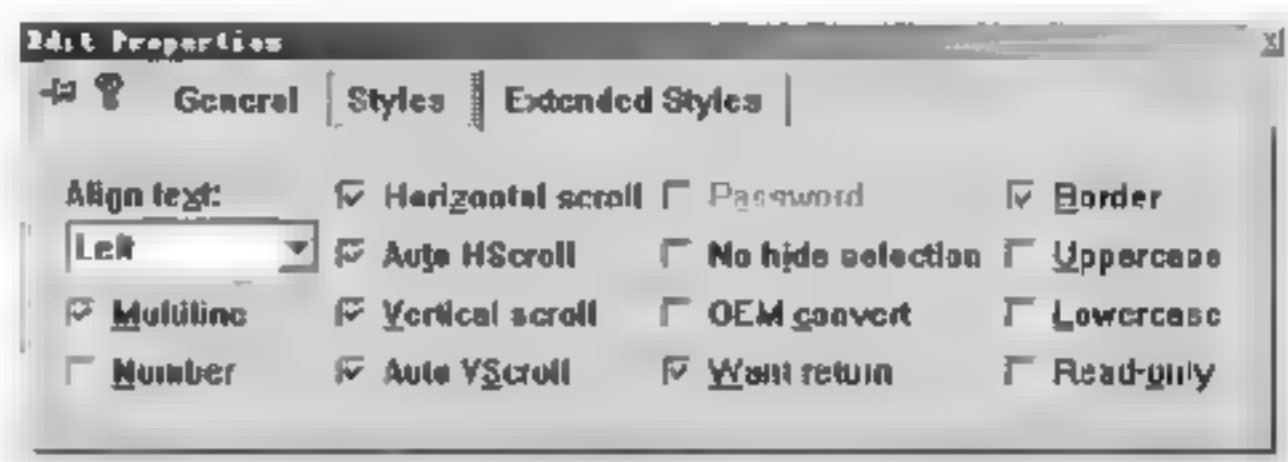 Edit Properties
General Styles Extended Styles
Align text:
Left
Multiline
Number
Horizontal scroll
Auto HScroll
Vertical scroll
Auto VScroll
Password
No hide selection
OEM convert
Want return
Border
Uppercase
Lowercase
Read-only